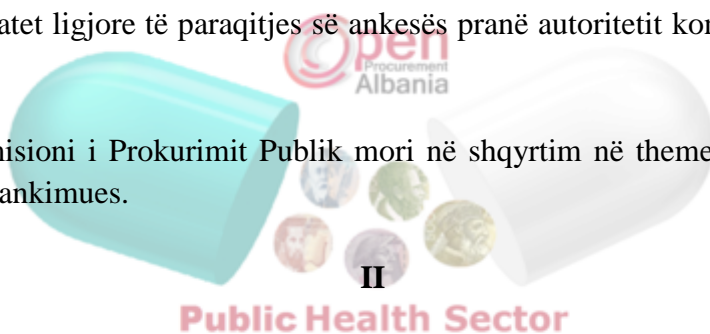 atet ligjore të paraqitjes së ankesës pranë autoritetit kon
Open
Procurement
Albania
nisioni i Prokurimit Publik mori në shqyrtim në theme
ankimues.
II
Public Health Sector